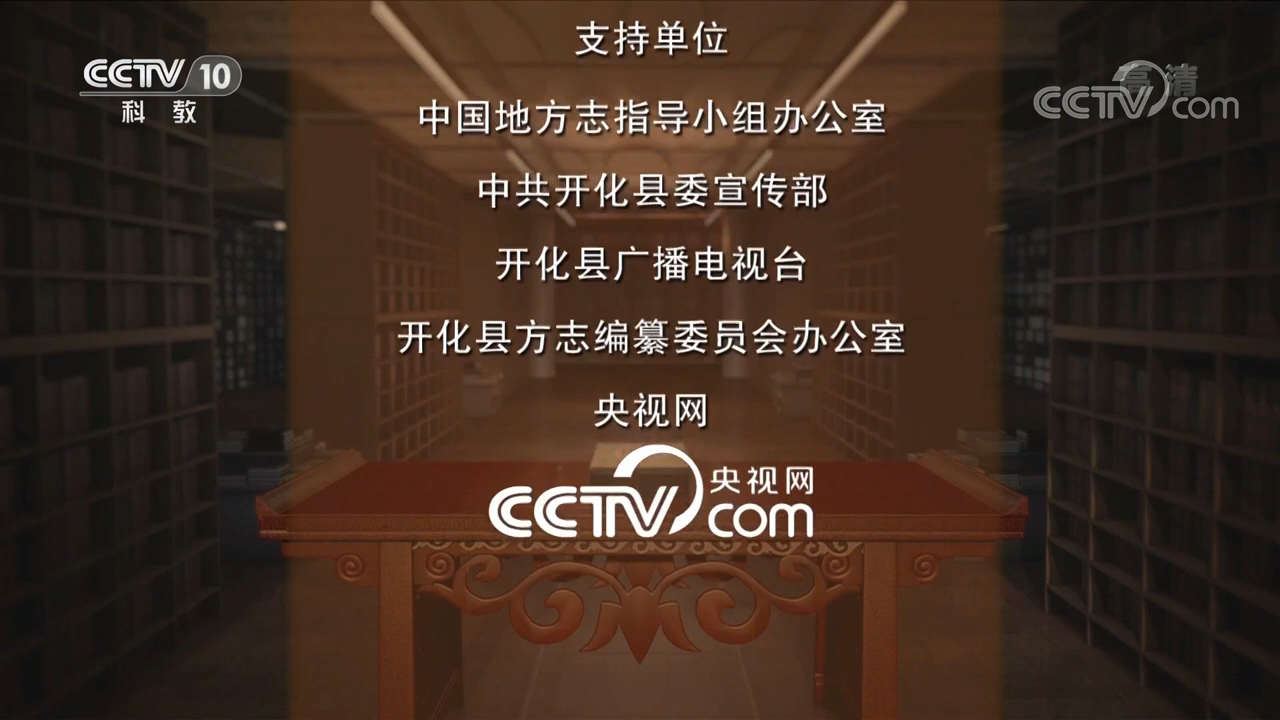 支持单位
CCTV 10
科教
高清
CCTV.com
中国地方志指导小组办公室
中共开化县委宣传部
开化县广播电视台
开化县方志编纂委员会办公室
央视网
CCTV 央视网
com